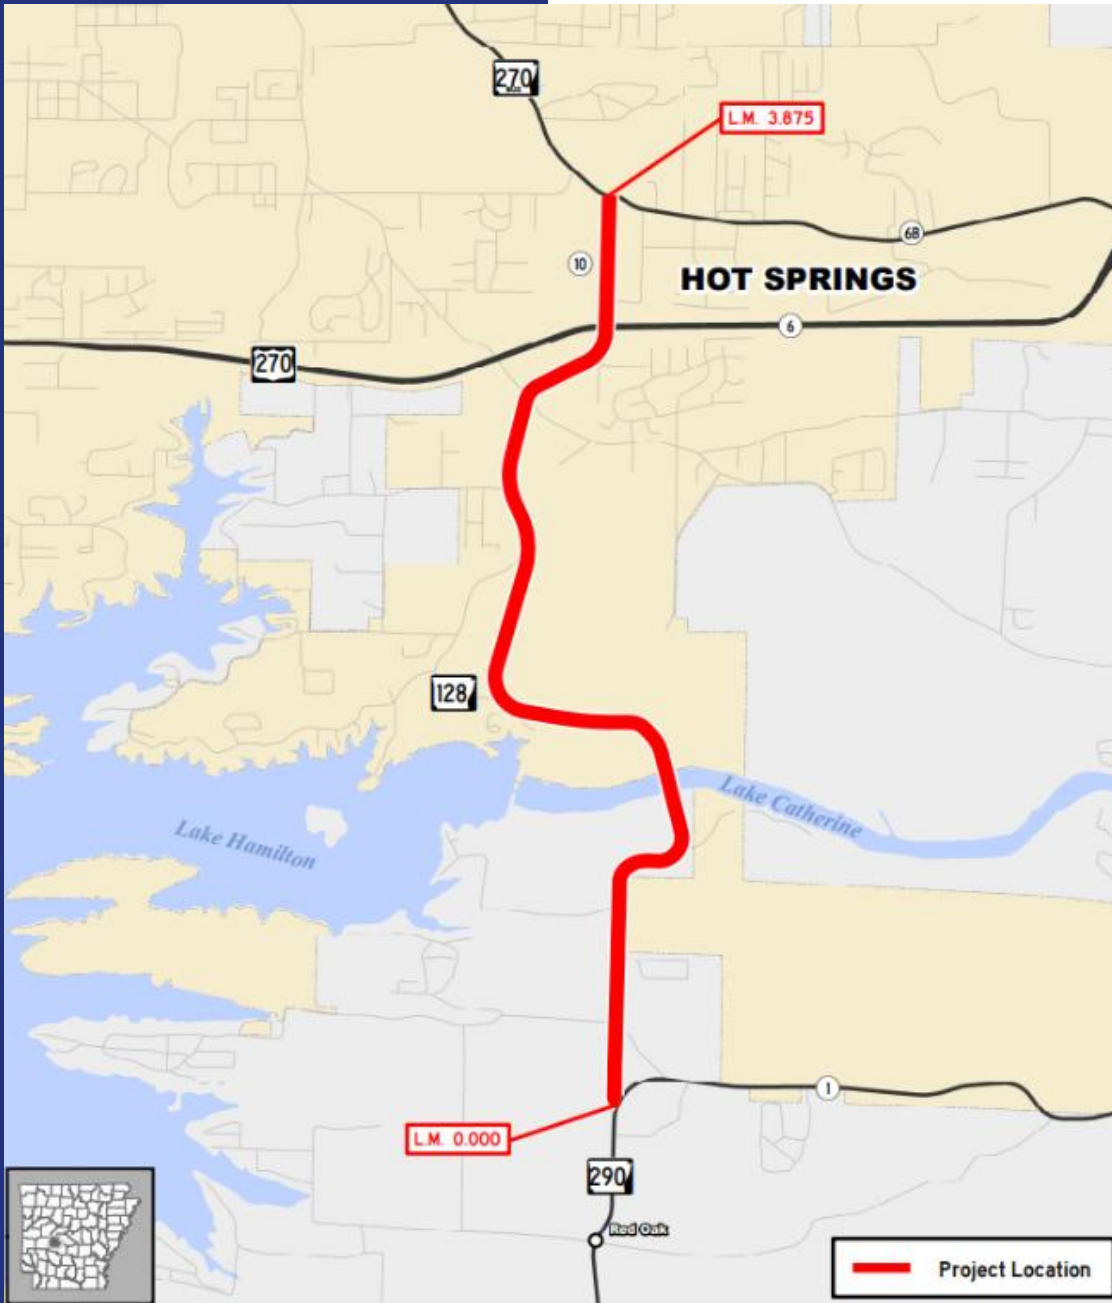 270
L.M. 3.875
6B
10
HOT SPRINGS
6
270
128
Lake Catherine
Lake Hamilton
1
L.M. 0.000
290
Red Oak
Project Location